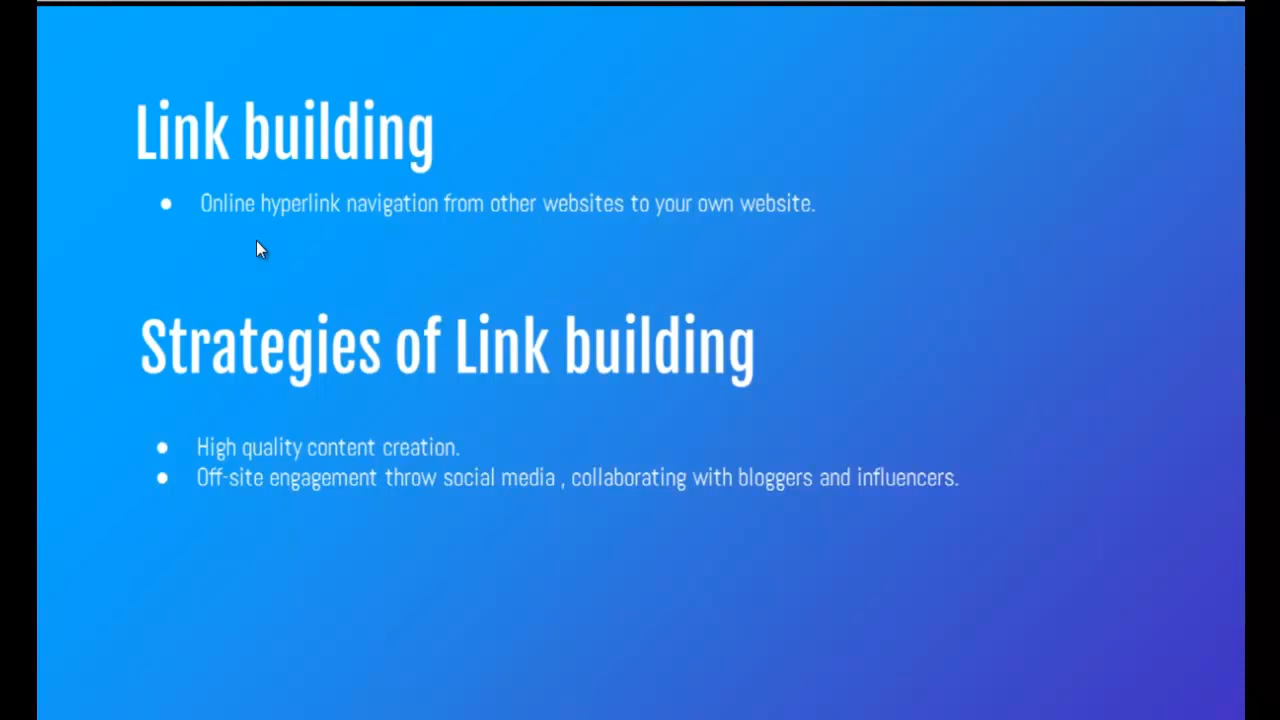 Link building
● Online hyperlink navigation from other websites to your own website.
Strategies of Link building
● High quality content creation.
● Off-site engagement throw social media , collaborating with bloggers and influencers.